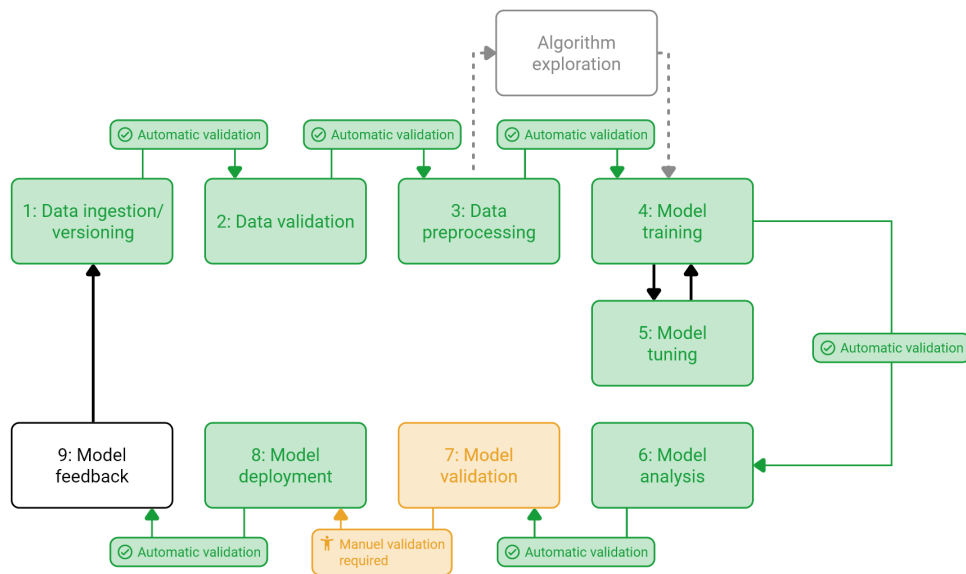 Algorithm
exploration
Automatic validation
Automatic validation
Automatic validation
1: Data ingestion/
versioning
2: Data validation
3: Data
preprocessing
4: Model
training
5: Model
tuning
Automatic validation
9: Model
feedback
8: Model
deployment
7: Model
validation
6: Model
analysis
Automatic validation
Manuel validation
required
Automatic validation